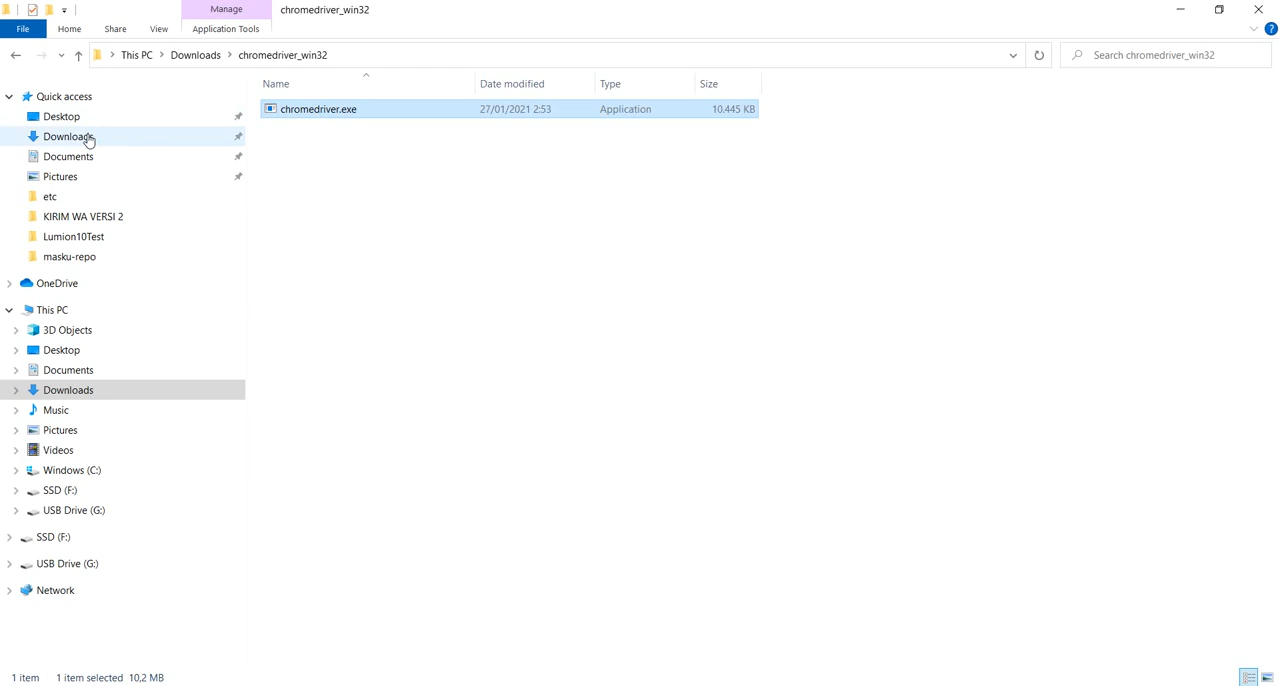 Manage
chromedriver_win32
File
Home
Share
View
Application Tools
This PC
Downloads
chromedriver_win32
Search chromedriver_win32
Name
Date modified
Type
Size
chromedriver.exe
27/01/2021 2:53
Application
10.445 KB
Quick access
Desktop
Downloads
Documents
Pictures
etc
KIRIM WA VERSI 2
Lumion10Test
masku-repo
OneDrive
This PC
3D Objects
Desktop
Documents
Downloads
Music
Pictures
Videos
Windows (C:)
SSD (F:)
USB Drive (G:)
SSD (F:)
USB Drive (G:)
Network
1 item
1 item selected 10,2 MB